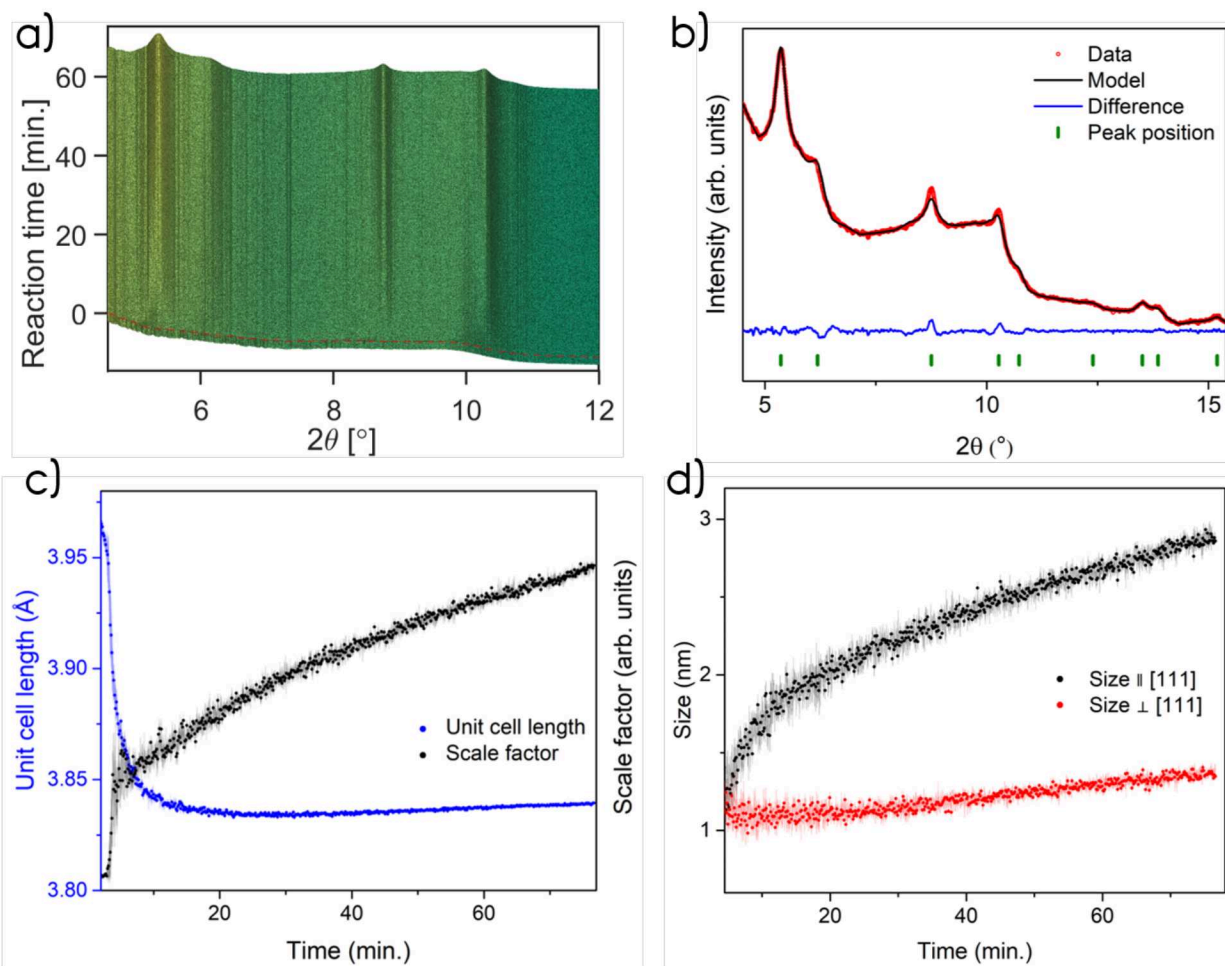 a)
Reaction time [min.]
60
40
20
0
6
8
10
12
2θ [°]
b)
Intensity (arb. units)
Data
Model
Difference
Peak position
5
10
15
2θ (°)
c)
Unit cell length (Å)
3.95
3.90
3.85
3.80
Unit cell length
Scale factor
Scale factor (arb. units)
20
40
60
Time (min.)
d)
Size (nm)
3
2
1
Size ∥ [111]
Size ⊥ [111]
20
40
60
Time (min.)